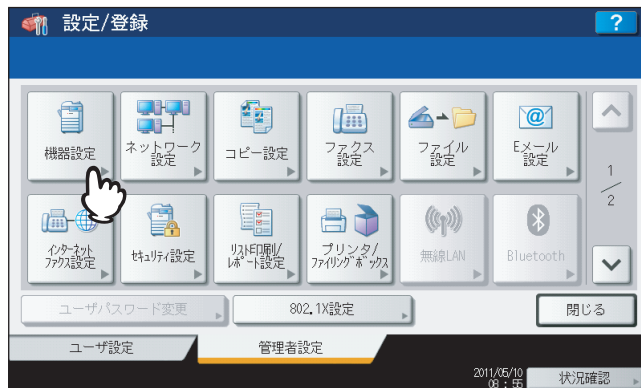 設定/登録
?
機器設定
ネットワーク
設定
コピー設定
ファクス
設定
ファイル
設定
Eメール
設定
1
2
インターネット
ファクス設定
セキュリティ設定
リスト印刷/
レポート設定
プリンタ/
ファイリングボックス
無線LAN
Bluetooth
ユーザパスワード変更
802.1X設定
閉じる
ユーザ設定
管理者設定
2011/05/10
08：55
状況確認